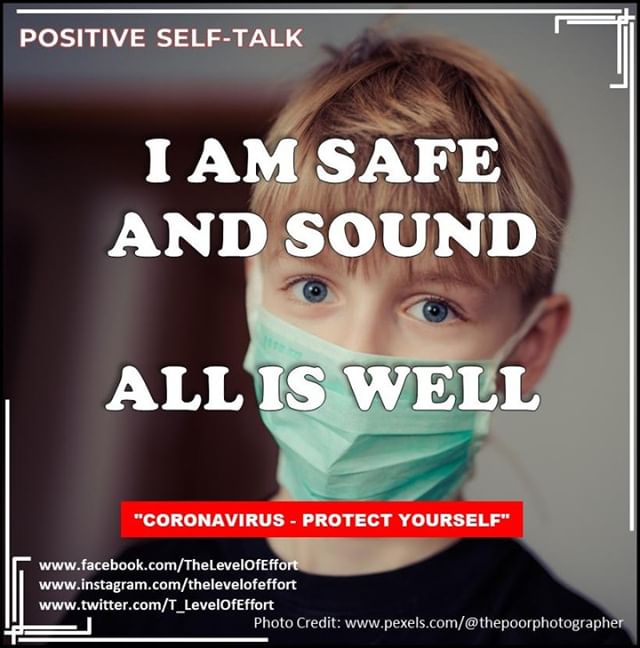 POSITIVE SELF-TALK
I AM SAFE
AND SOUND
ALL IS WELL
"CORONAVIRUS - PROTECT YOURSELF"
www.facebook.com/TheLevelOfEffort
www.instagram.com/thelevelofeffort
www.twitter.com/T_LevelOfEffort
Photo Credit: www.pexels.com/@thepoorphotographer